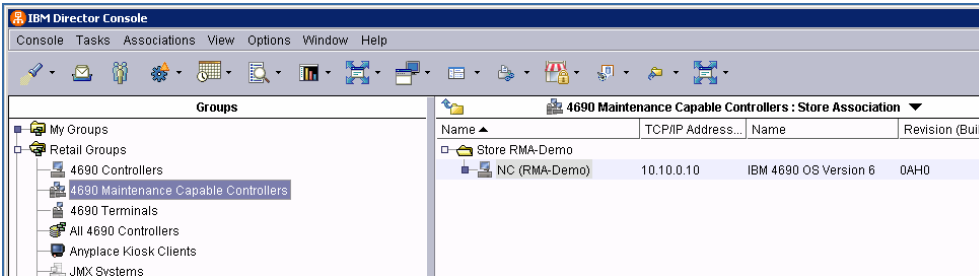 IBM Director Console
Console Tasks Associations View Options Window Help
Groups
My Groups
Retail Groups
4690 Controllers
4690 Maintenance Capable Controllers
4690 Terminals
All 4690 Controllers
Anyplace Kiosk Clients
JMX Systems
4690 Maintenance Capable Controllers : Store Association
Name TCP/IP Address... Name Revision (Buil
Store RMA-Demo
NC (RMA-Demo) 10.10.0.10 IBM 4690 OS Version 6 0AH0